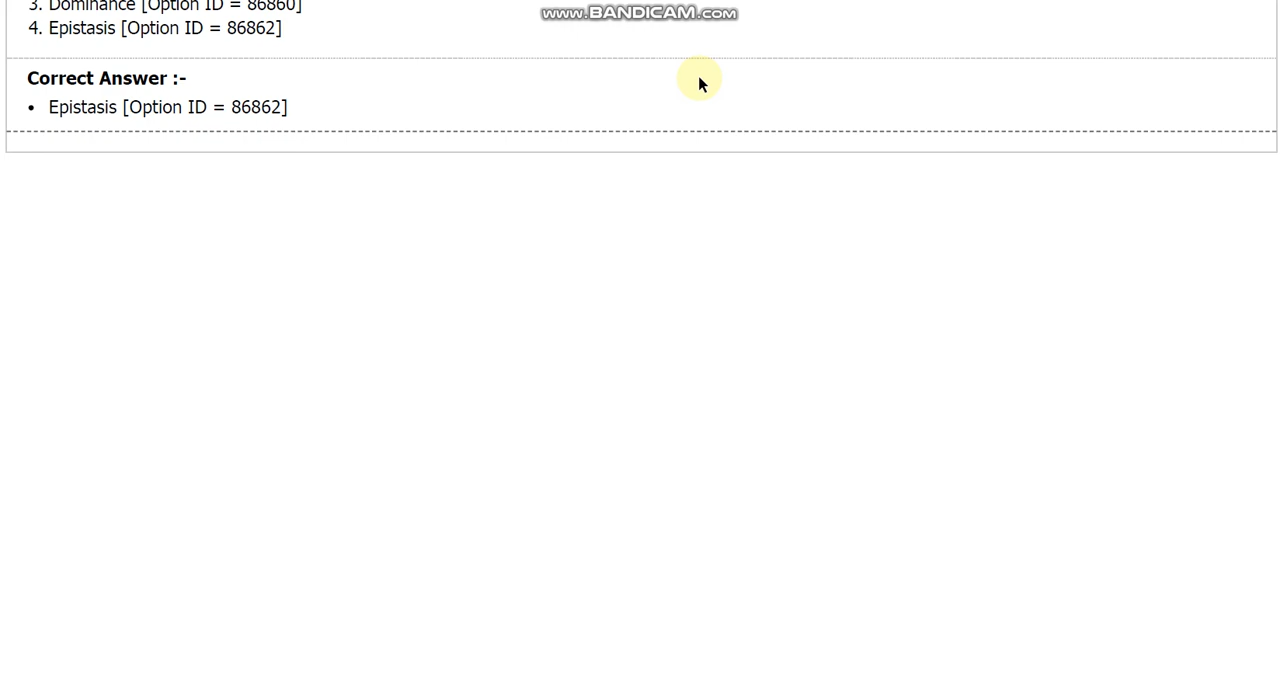 3. Dominance [Option ID = 86860]
www.BANDICAM.com
4. Epistasis [Option ID = 86862]
Correct Answer :-
• Epistasis [Option ID = 86862]